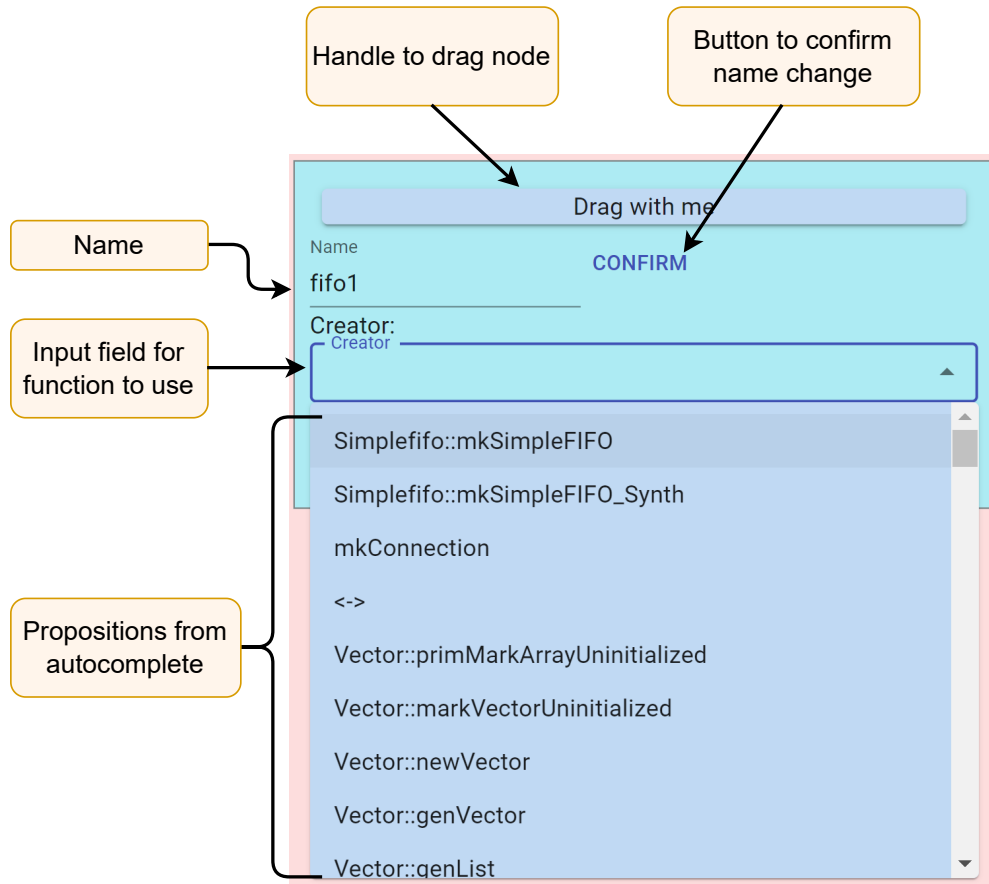 Handle to drag node
Button to confirm
name change
Drag with me
Name
Name
CONFIRM
fifo1
Creator:
Creator
Input field for
function to use
Simplefifo::mkSimpleFIFO
Simplefifo::mkSimpleFIFO_Synth
mkConnection
<->
Propositions from
autocomplete
Vector::primMarkArrayUninitialized
Vector::markVectorUninitialized
Vector::newVector
Vector::genVector
Vector::genList